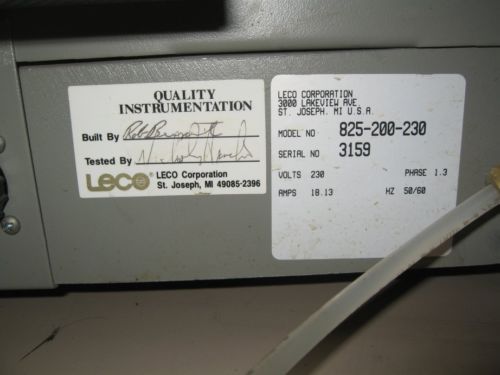 QUALITY
INSTRUMENTATION
Built By
Tested By
LECO® LECO Corporation
St. Joseph, MI 49085-2396
LECO CORPORATION
3000 LAKEVIEW AVE.
ST. JOSEPH, MI U.S.A.
MODEL NO 825-200-230
SERIAL NO 3159
VOLTS 230 PHASE 1.3
AMPS 18.13 HZ 50/60